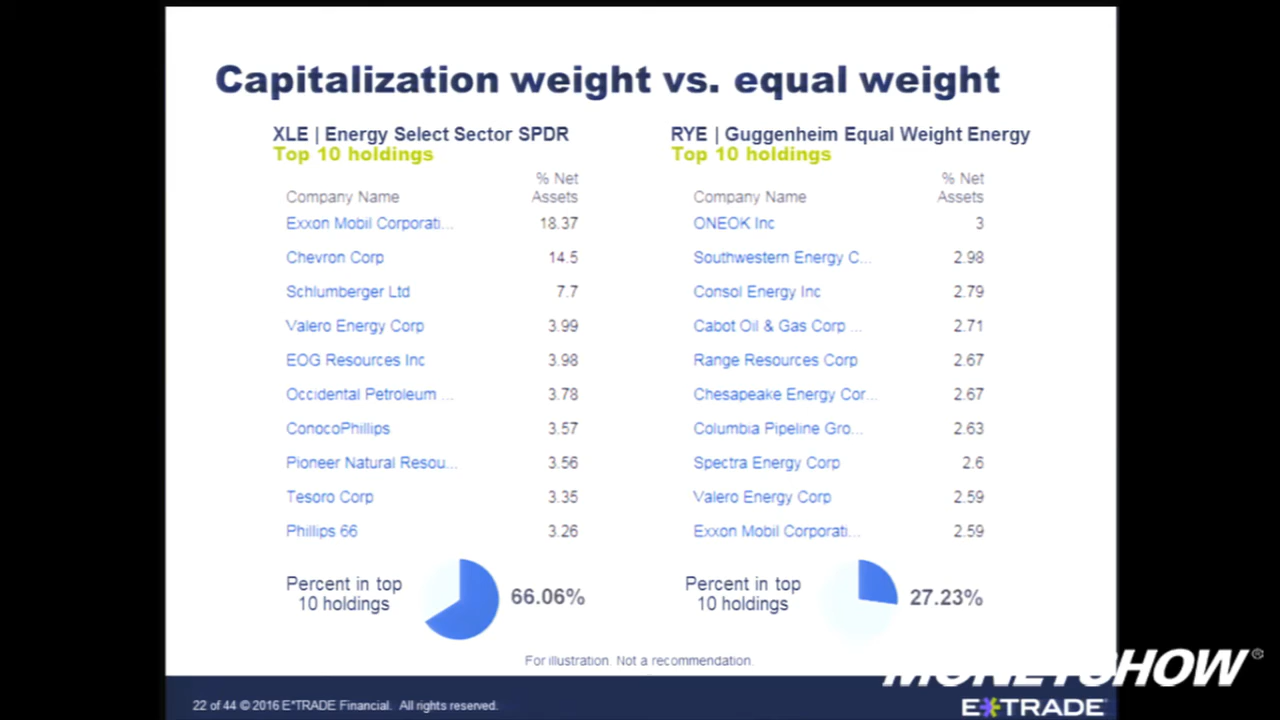 Capitalization weight vs. equal weight
XLE | Energy Select Sector SPDR
Top 10 holdings
Company Name % Net Assets
Exxon Mobil Corporati... 18.37
Chevron Corp 14.5
Schlumberger Ltd 7.7
Valero Energy Corp 3.99
EOG Resources Inc 3.98
Occidental Petroleum ... 3.78
ConocoPhillips 3.57
Pioneer Natural Resou... 3.56
Tesoro Corp 3.35
Phillips 66 3.26
Percent in top
10 holdings
66.06%
RYE | Guggenheim Equal Weight Energy
Top 10 holdings
Company Name % Net Assets
ONEOK Inc 3
Southwestern Energy C... 2.98
Consol Energy Inc 2.79
Cabot Oil & Gas Corp ... 2.71
Range Resources Corp 2.67
Chesapeake Energy Cor... 2.67
Columbia Pipeline Gro... 2.63
Spectra Energy Corp 2.6
Valero Energy Corp 2.59
Exxon Mobil Corporati... 2.59
Percent in top
10 holdings
27.23%
For illustration. Not a recommendation.
MONEYSHOW®
22 of 44 © 2016 E*TRADE Financial. All rights reserved.
E*TRADE